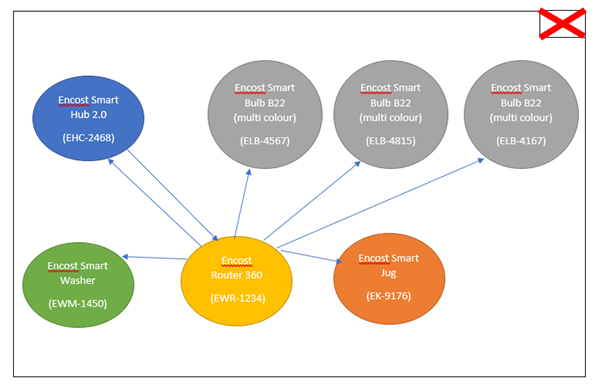 Encost Smart
Hub 2.0
(EHC-2468)
Encost Smart
Bulb B22
(multi colour)
(ELB-4567)
Encost Smart
Bulb B22
(multi colour)
(ELB-4815)
Encost Smart
Bulb B22
(multi colour)
(ELB-4167)
Encost Smart
Washer
(EWM-1450)
Encost
Router 360
(EWR-1234)
Encost Smart
Jug
(EK-9176)